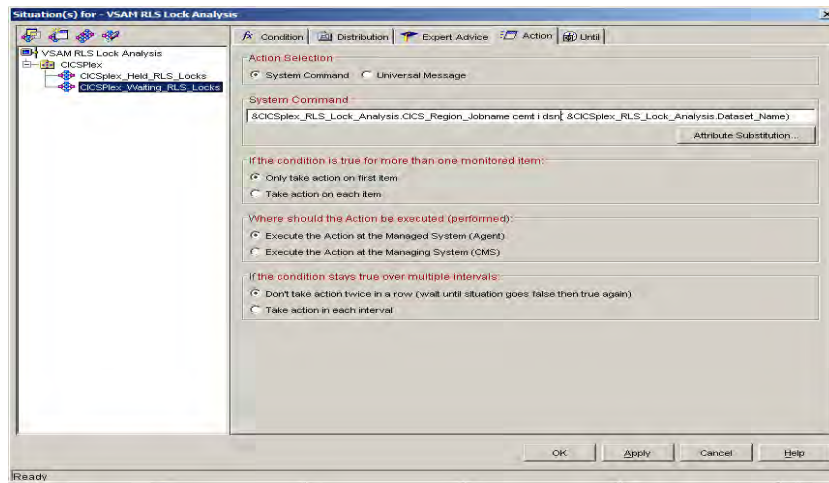 Situation(s) for - VSAM RLS Lock Analysis
VSAM RLS Lock Analysis
CICSPlex
CICSplex_Held_RLS_Locks
CICSPlex_Waiting_RLS_Locks
Condition Distribution Expert Advice Action Until
Action Selection
System Command Universal Message
System Command
&CICSplex_RLS_Lock_Analysis.CICS_Region_Jobname cemt i dsn( &CICSplex_RLS_Lock_Analysis.Dataset_Name)
Attribute Substitution...
If the condition is true for more than one monitored item:
Only take action on first item
Take action on each item
Where should the Action be executed (performed):
Execute the Action at the Managed System (Agent)
Execute the Action at the Managing System (CMS)
If the condition stays true over multiple intervals:
Don't take action twice in a row (wait until situation goes false then true again)
Take action in each interval
OK Apply Cancel Help
Ready